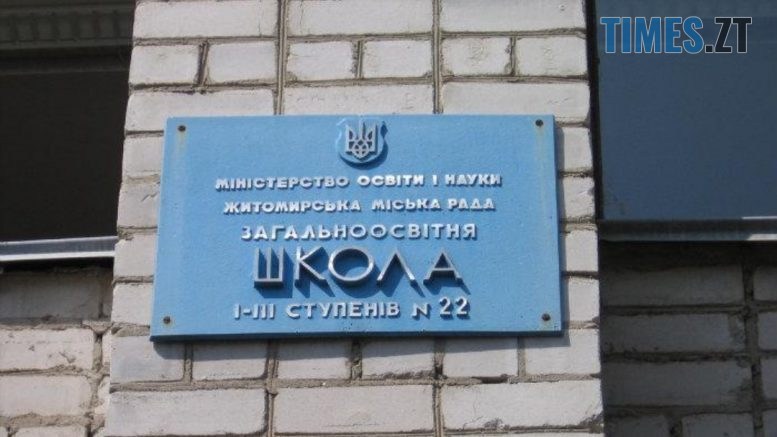 TIMES.ZT
МІНІСТЕРСТВО ОСВІТИ І НАУКИ
ЖИТОМИРСЬКА МІСЬКА РАДА
ЗАГАЛЬНООСВІТНЯ
ШКОЛА
І-ІІІ СТУПЕНІВ N 22